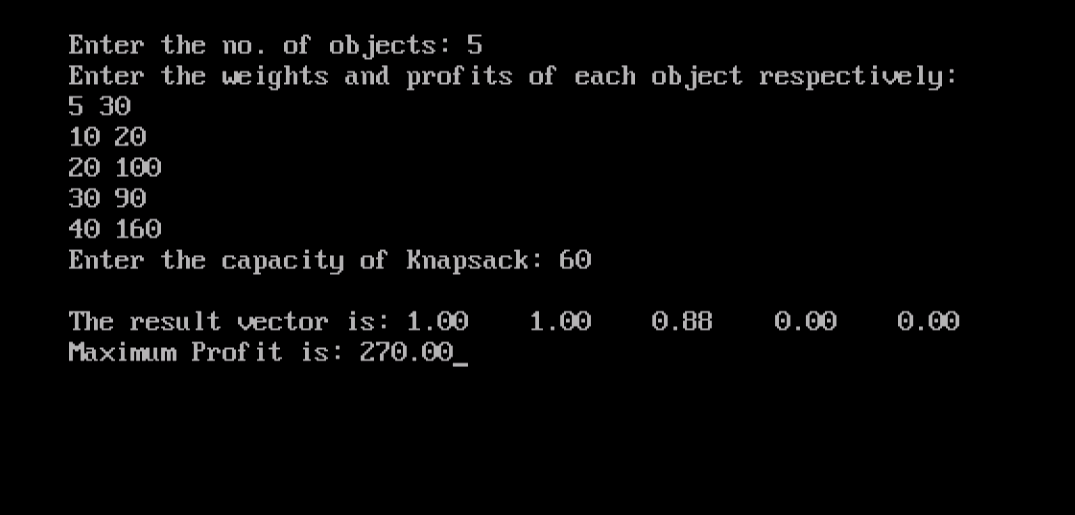 Enter the no. of objects: 5
Enter the weights and profits of each object respectively:
5 30
10 20
20 100
30 90
40 160
Enter the capacity of Knapsack: 60
The result vector is: 1.00 1.00 0.88 0.00 0.00
Maximum Profit is: 270.00_